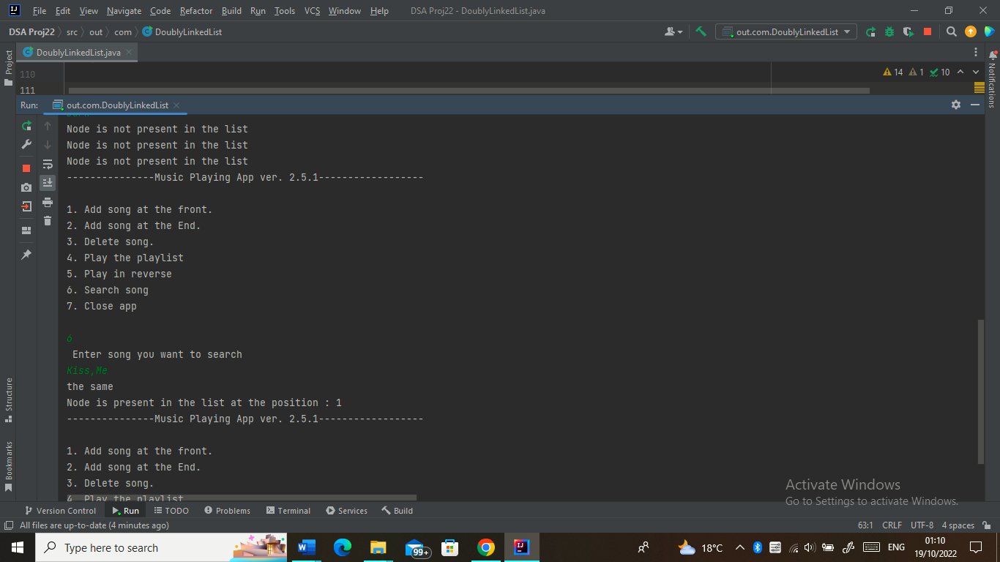 File Edit View Navigate Code Refactor Build Run Tools VCS Window Help DSA Proj22 - DoublyLinkedList.java
DSA Proj22 src out com DoublyLinkedList out.com.DoublyLinkedList
Project
DoublyLinkedList.java
110
14 1 10
111
Notifications
Run: out.com.DoublyLinkedList
Node is not present in the list
Node is not present in the list
Node is not present in the list
---------------Music Playing App ver. 2.5.1------------------
1. Add song at the front.
2. Add song at the End.
3. Delete song.
4. Play the playlist
5. Play in reverse
6. Search song
7. Close app
6
Enter song you want to search
Kiss,Me
the same
Node is present in the list at the position : 1
---------------Music Playing App ver. 2.5.1------------------
1. Add song at the front.
2. Add song at the End.
3. Delete song.
4. Play the playlist
Structure
Bookmarks
Activate Windows
Go to Settings to activate Windows.
Version Control Run TODO Problems Terminal Services Build
All files are up-to-date (4 minutes ago) 63:1 CRLF UTF-8 4 spaces
Type here to search 99+ 18°C ENG 01:10
19/10/2022